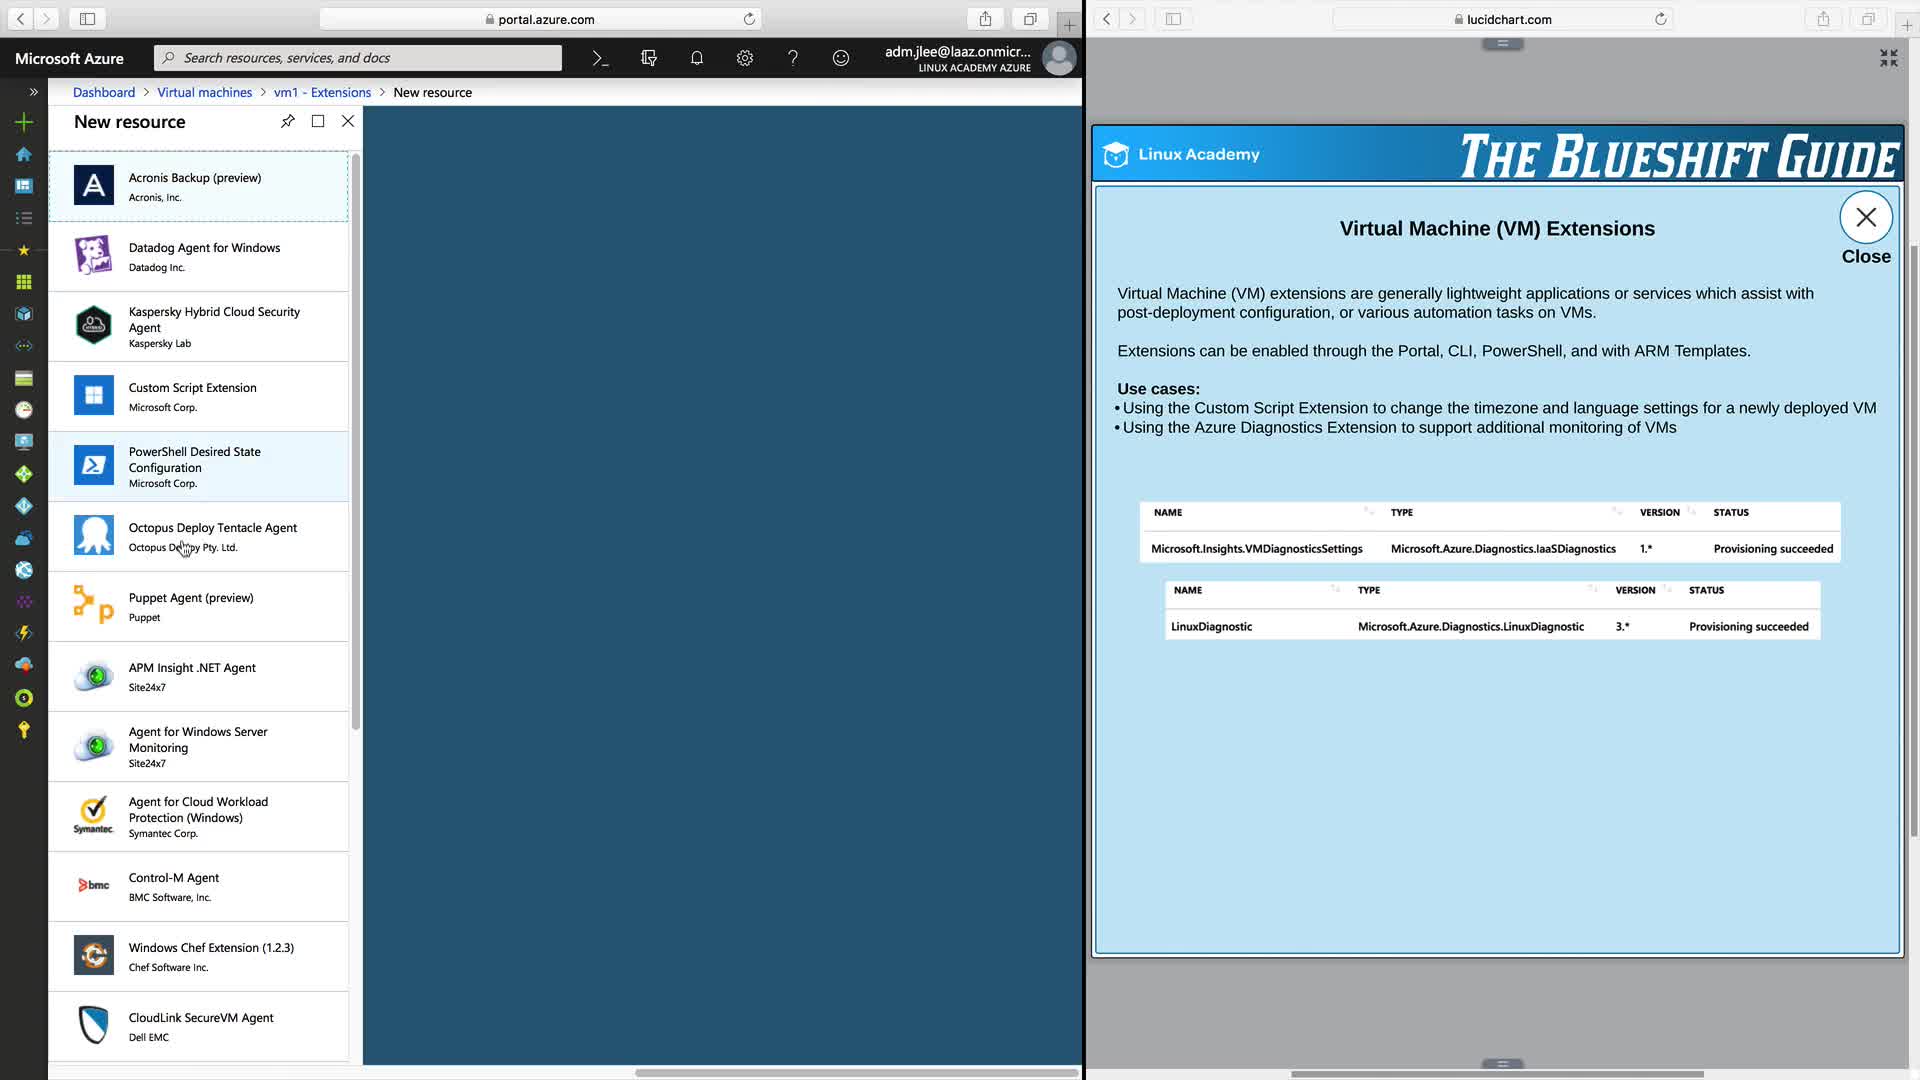 portal.azure.com
Microsoft Azure
Search resources, services, and docs
adm.jlee@laaz.onmicr...
LINUX ACADEMY AZURE
Dashboard > Virtual machines > vm1 - Extensions > New resource
New resource
Acronis Backup (preview)
Acronis, Inc.
Datadog Agent for Windows
Datadog Inc.
Kaspersky Hybrid Cloud Security
Agent
Kaspersky Lab
Custom Script Extension
Microsoft Corp.
PowerShell Desired State
Configuration
Microsoft Corp.
Octopus Deploy Tentacle Agent
Octopus Deploy Pty. Ltd.
Puppet Agent (preview)
Puppet
APM Insight .NET Agent
Site24x7
Agent for Windows Server
Monitoring
Site24x7
Symantec.
Agent for Cloud Workload
Protection (Windows)
Symantec Corp.
bmc
Control-M Agent
BMC Software, Inc.
Windows Chef Extension (1.2.3)
Chef Software Inc.
CloudLink SecureVM Agent
Dell EMC
lucidchart.com
Linux Academy
THE BLUESHIFT GUIDE
Virtual Machine (VM) Extensions
Close
Virtual Machine (VM) extensions are generally lightweight applications or services which assist with
post-deployment configuration, or various automation tasks on VMs.
Extensions can be enabled through the Portal, CLI, PowerShell, and with ARM Templates.
Use cases:
• Using the Custom Script Extension to change the timezone and language settings for a newly deployed VM
• Using the Azure Diagnostics Extension to support additional monitoring of VMs
NAME TYPE VERSION STATUS
Microsoft.Insights.VMDiagnosticsSettings Microsoft.Azure.Diagnostics.IaaSDiagnostics 1.* Provisioning succeeded
NAME TYPE VERSION STATUS
LinuxDiagnostic Microsoft.Azure.Diagnostics.LinuxDiagnostic 3.* Provisioning succeeded